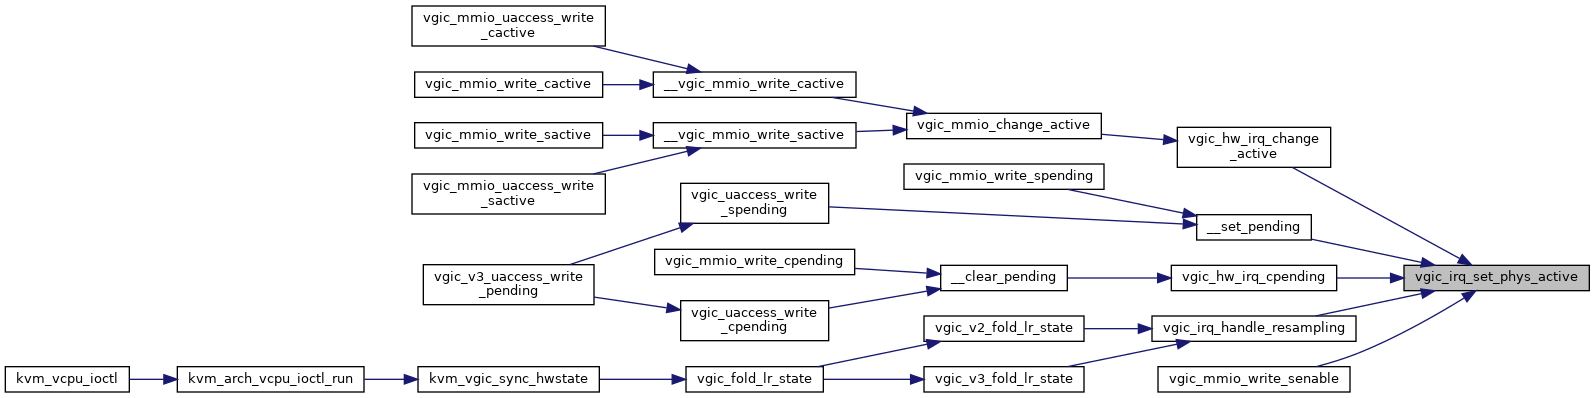 vgic_mmio_uaccess_write
_cactive
vgic_mmio_write_cactive
__vgic_mmio_write_cactive
vgic_mmio_change_active
vgic_mmio_write_sactive
__vgic_mmio_write_sactive
vgic_hw_irq_change
_active
vgic_mmio_uaccess_write
_sactive
vgic_mmio_write_spending
vgic_uaccess_write
_spending
__set_pending
vgic_mmio_write_cpending
vgic_v3_uaccess_write
_pending
__clear_pending
vgic_hw_irq_cpending
vgic_irq_set_phys_active
vgic_uaccess_write
_cpending
vgic_v2_fold_lr_state
vgic_irq_handle_resampling
kvm_vcpu_ioctl
kvm_arch_vcpu_ioctl_run
kvm_vgic_sync_hwstate
vgic_fold_lr_state
vgic_v3_fold_lr_state
vgic_mmio_write_senable